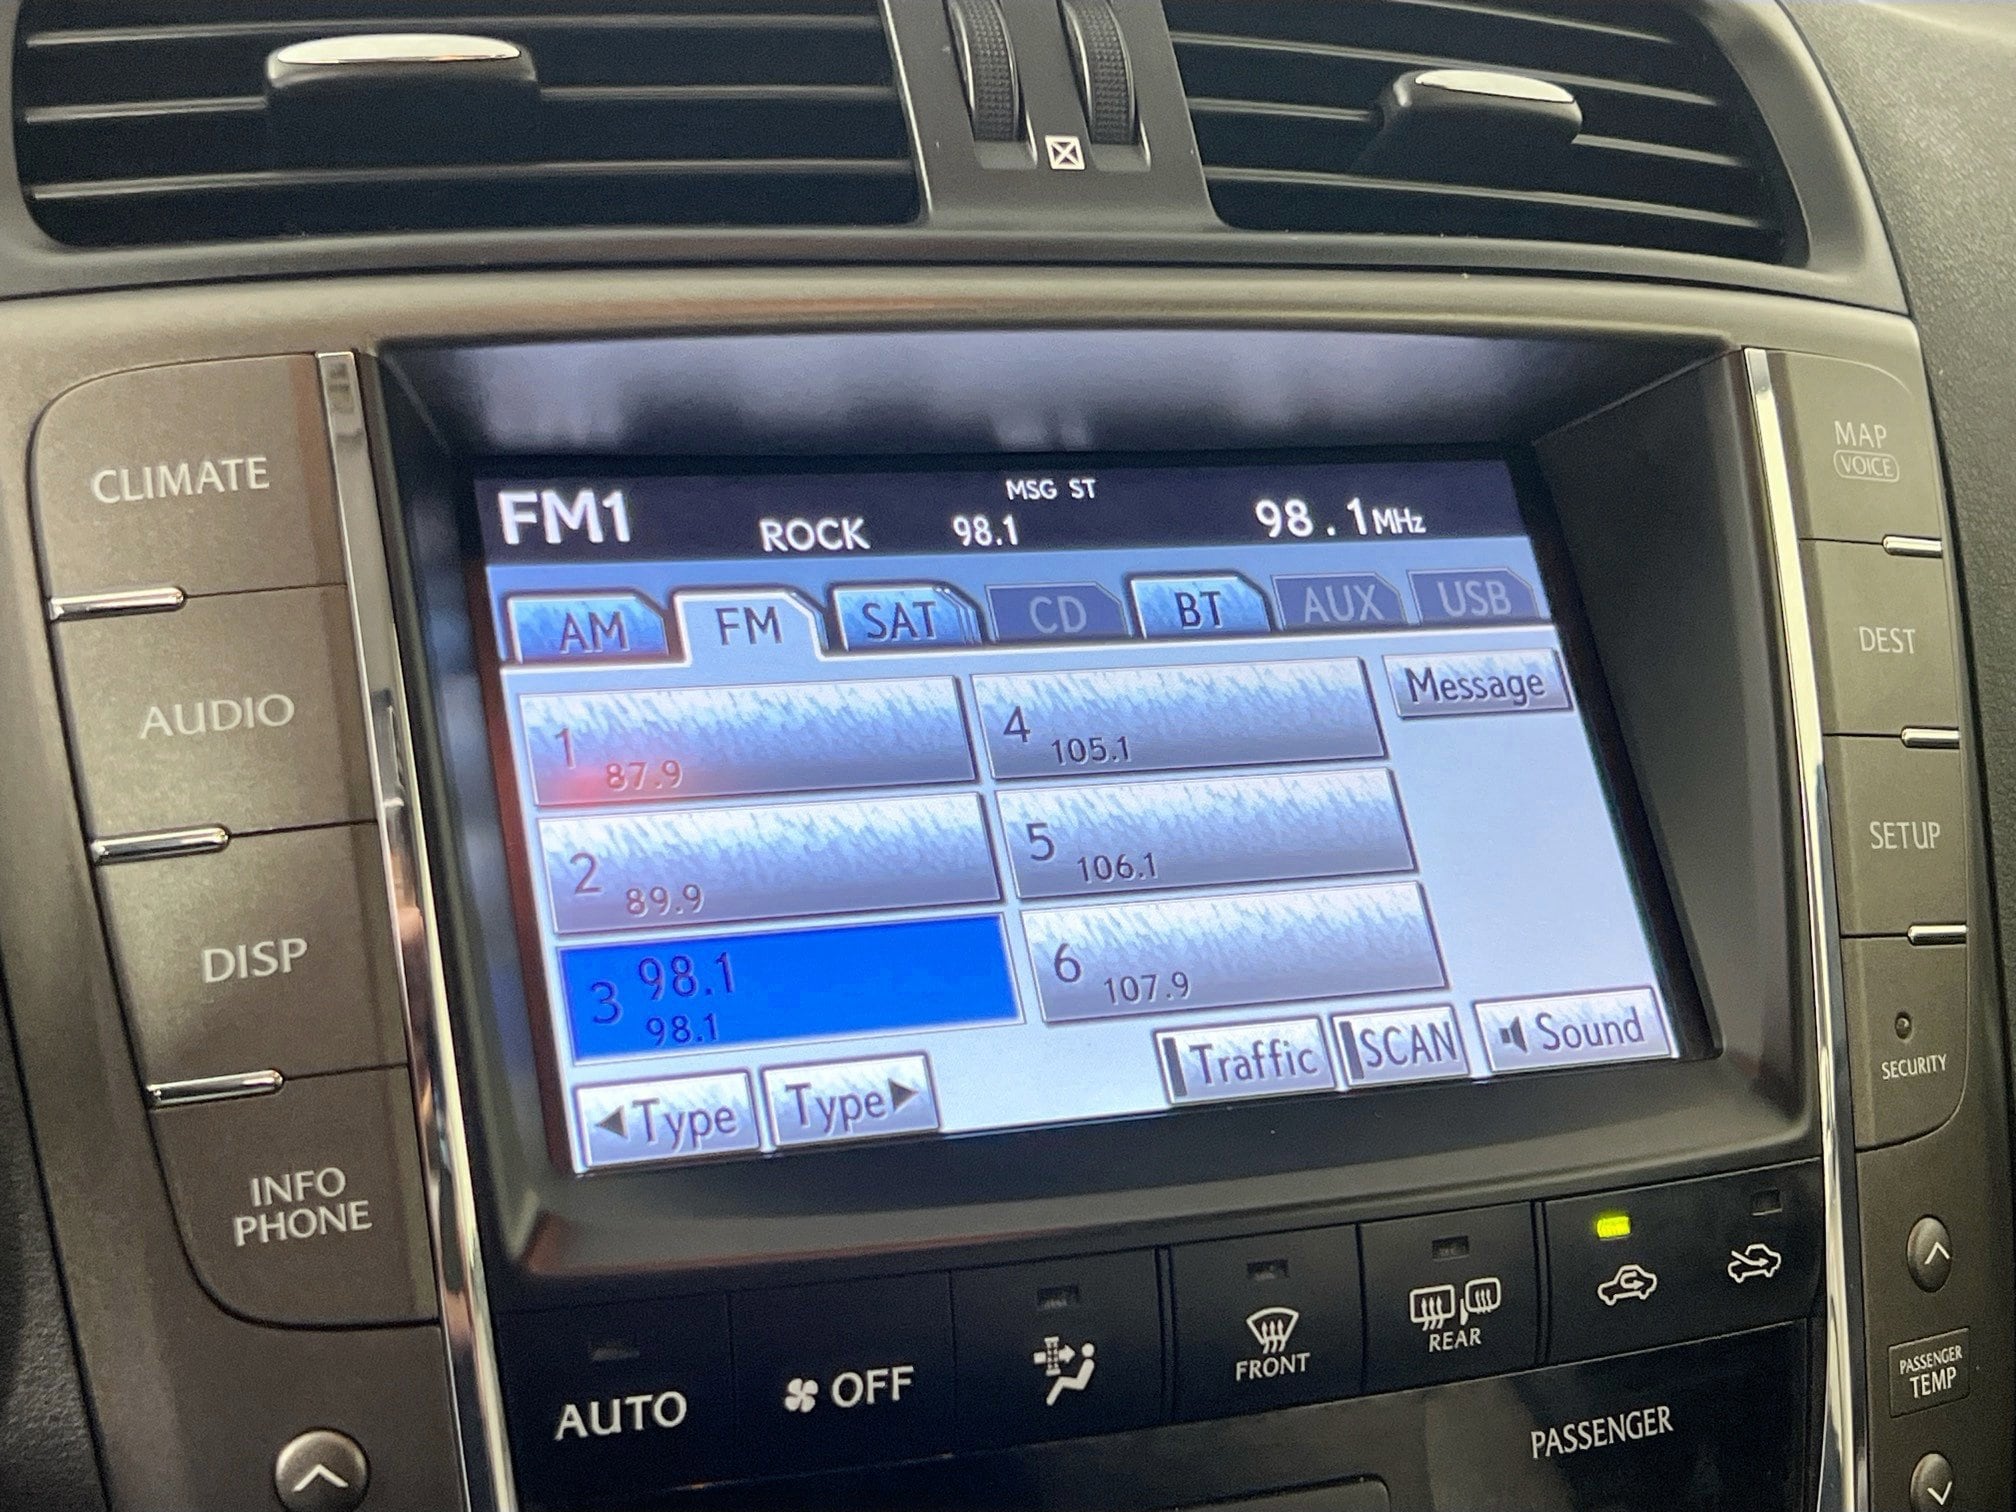 CLIMATE
AUDIO
DISP
INFO
PHONE
FM1
MSG ST
ROCK 98.1 98.1 MHz
AM FM SAT CD BT AUX USB
1 87.9
2 89.9
3 98.1
98.1
4 105.1
5 106.1
6 107.9
Message
◀Type Type▶ Traffic SCAN Sound
MAP
VOICE
DEST
SETUP
SECURITY
AUTO
OFF
FRONT
REAR
PASSENGER
PASSENGER
TEMP